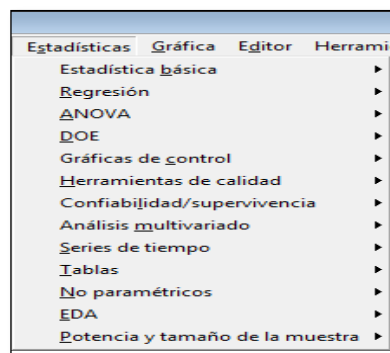 Estadísticas Gráfica Editor Herrami
Estadística básica
Regresión
ANOVA
DOE
Gráficas de control
Herramientas de calidad
Confiabilidad/supervivencia
Análisis multivariado
Series de tiempo
Tablas
No paramétricos
EDA
Potencia y tamaño de la muestra